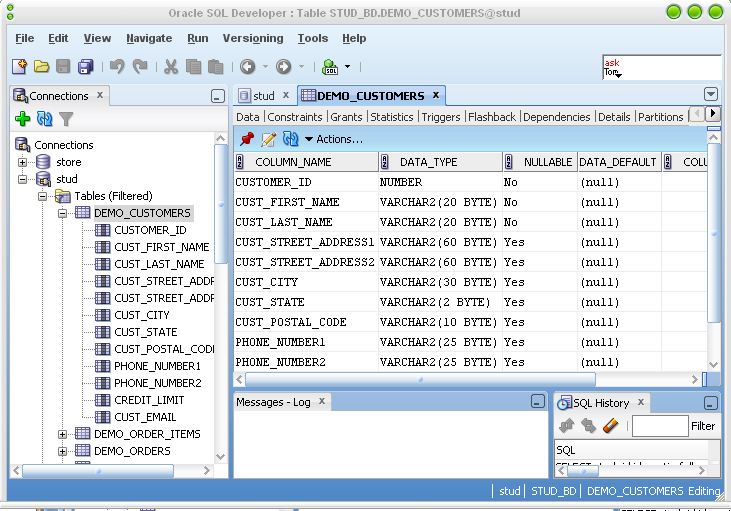 Oracle SQL Developer : Table STUD_BD.DEMO_CUSTOMERS@stud
File Edit View Navigate Run Versioning Tools Help
ask
Tom
Connections x
stud x DEMO_CUSTOMERS x
Data Constraints Grants Statistics Triggers Flashback Dependencies Details Partitions
Actions...
Connections
store
stud
Tables (Filtered)
DEMO_CUSTOMERS
CUSTOMER_ID
CUST_FIRST_NAME
CUST_LAST_NAME
CUST_STREET_ADDR
CUST_STREET_ADDR
CUST_CITY
CUST_STATE
CUST_POSTAL_CODE
PHONE_NUMBER1
PHONE_NUMBER2
CREDIT_LIMIT
CUST_EMAIL
DEMO_ORDER_ITEMS
DEMO_ORDERS
COLUMN_NAME DATA_TYPE NULLABLE DATA_DEFAULT COLU
CUSTOMER_ID NUMBER No (null)
CUST_FIRST_NAME VARCHAR2(20 BYTE) No (null)
CUST_LAST_NAME VARCHAR2(20 BYTE) No (null)
CUST_STREET_ADDRESS1 VARCHAR2(60 BYTE) Yes (null)
CUST_STREET_ADDRESS2 VARCHAR2(60 BYTE) Yes (null)
CUST_CITY VARCHAR2(30 BYTE) Yes (null)
CUST_STATE VARCHAR2(2 BYTE) Yes (null)
CUST_POSTAL_CODE VARCHAR2(10 BYTE) Yes (null)
PHONE_NUMBER1 VARCHAR2(25 BYTE) Yes (null)
PHONE_NUMBER2 VARCHAR2(25 BYTE) Yes (null)
Messages - Log x
SQL History x
Filter
SQL
stud STUD_BD DEMO_CUSTOMERS Editing